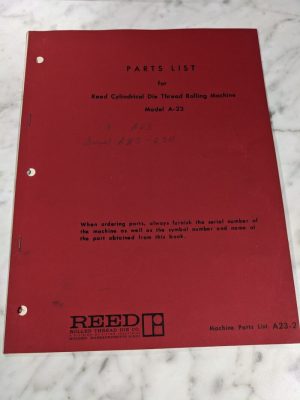 PARTS LIST
for
Reed Cylindrical Die Thread Rolling Machine
Model A-23
When ordering parts, always furnish the serial number of
the machine as well as the symbol number and name of
the part obtained from this book.
REED
ROLLED THREAD DIE CO.
Machine Parts List A23-2